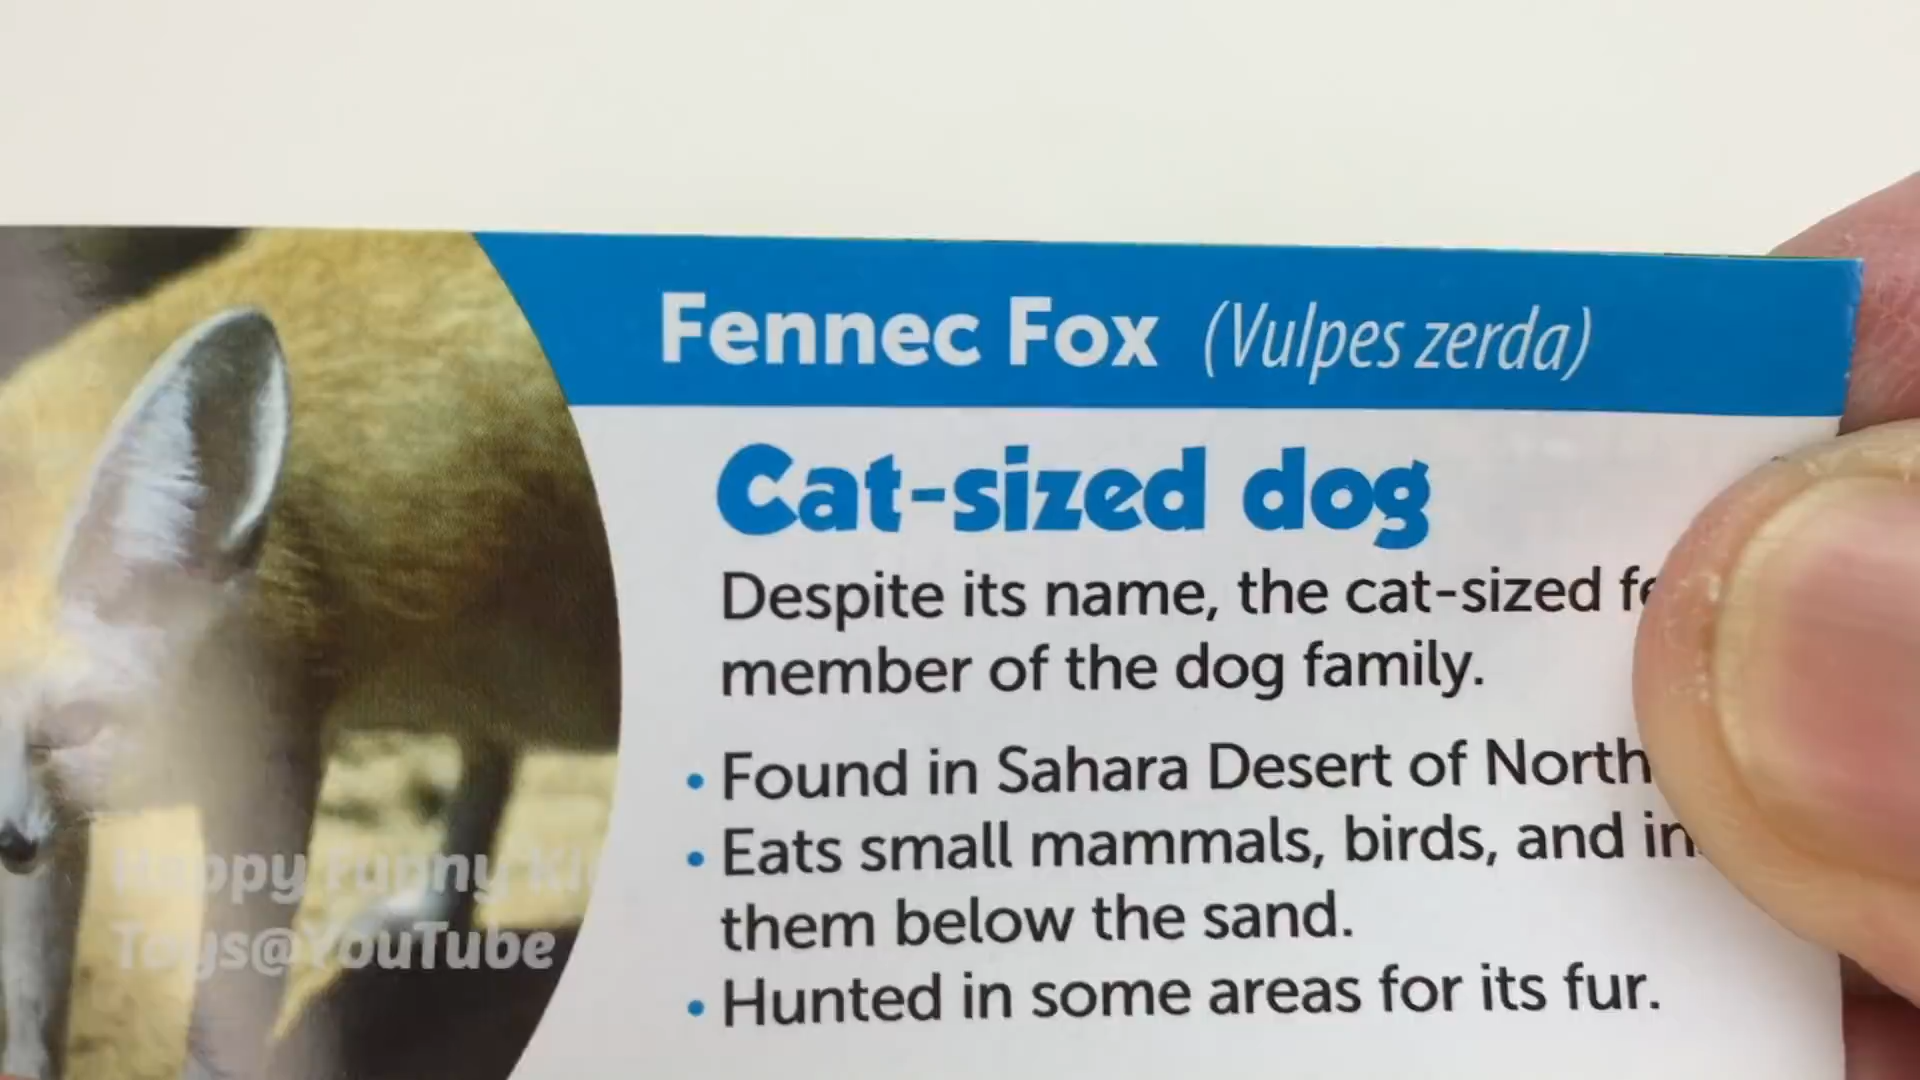 Fennec Fox (Vulpes zerda)
Cat-sized dog
Despite its name, the cat-sized
member of the dog family.
• Found in Sahara Desert of North
• Eats small mammals, birds, and
them below the sand.
• Hunted in some areas for its fur.
Happy Funny
Toys@YouTube